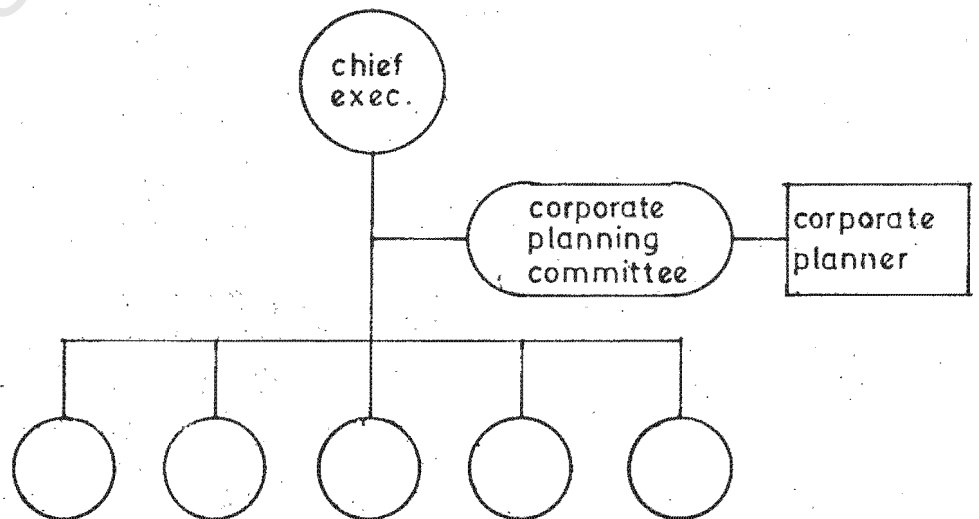 chief
exec.
corporate
planning
committee
corporate
planner